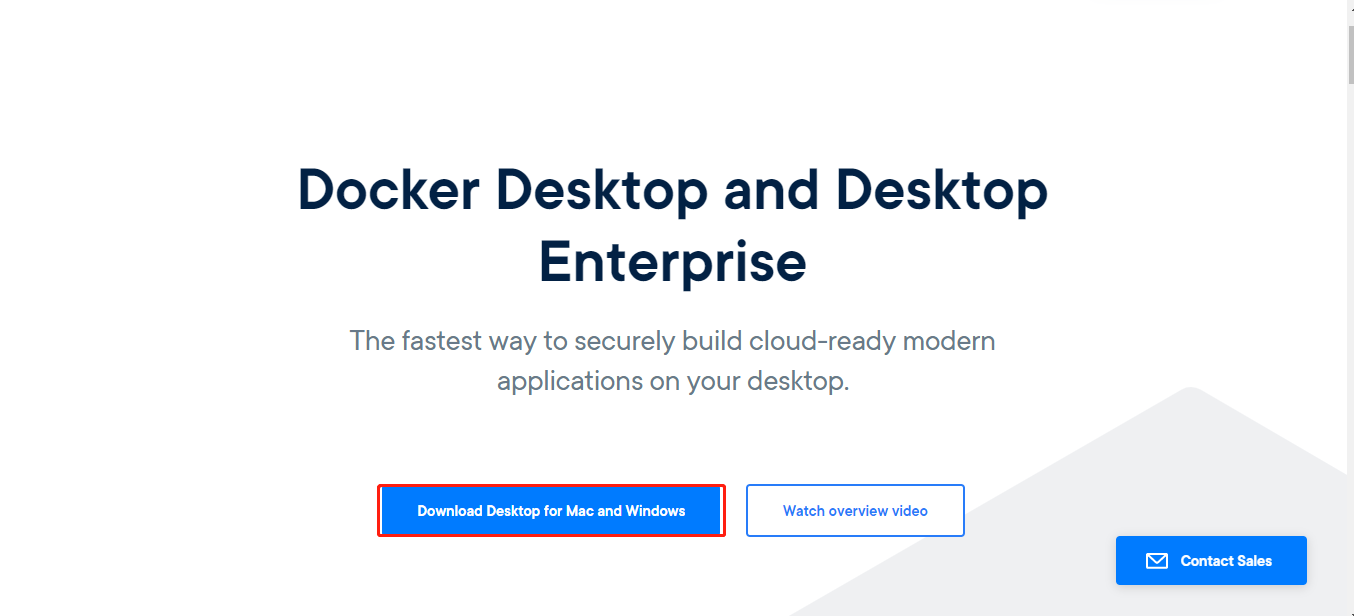 Docker Desktop and Desktop
Enterprise
The fastest way to securely build cloud-ready modern
applications on your desktop.
Download Desktop for Mac and Windows
Watch overview video
Contact Sales